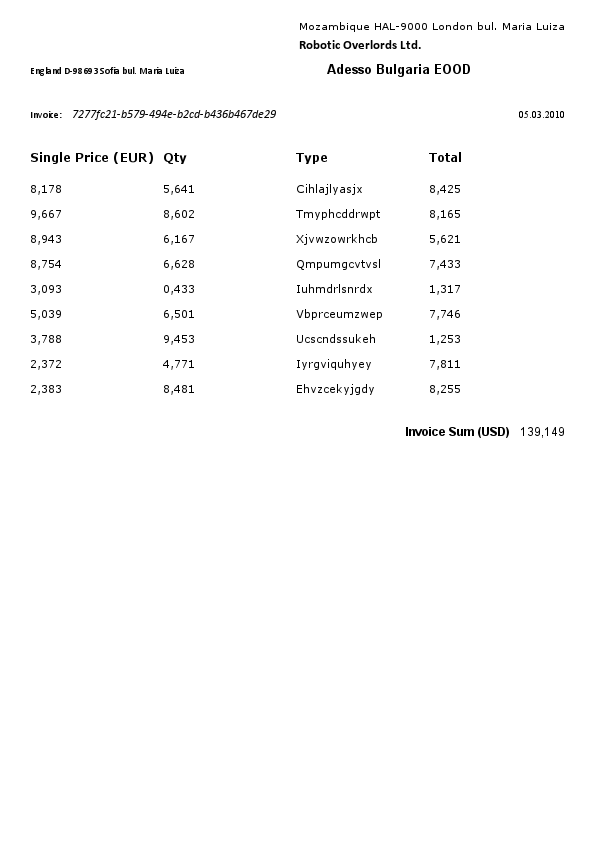 Mozambique HAL-9000 London bul. Maria Luiza
Robotic Overlords Ltd.
England D-98693 Sofia bul. Maria Luiza Adesso Bulgaria EOOD
Invoice: 7277fc21-b579-494e-b2cd-b436b467de29 05.03.2010
Single Price (EUR) Qty Type Total
8,178 5,641 Cihlajlyasjx 8,425
9,667 8,602 Tmyphcddrwpt 8,165
8,943 6,167 Xjvwzowrkhcb 5,621
8,754 6,628 Qmpumgcvtvsl 7,433
3,093 0,433 Iuhmdrlsnrdx 1,317
5,039 6,501 Vbprceumzwep 7,746
3,788 9,453 Ucscndssukeh 1,253
2,372 4,771 Iyrgviquhyey 7,811
2,383 8,481 Ehvzcekyjgdy 8,255
Invoice Sum (USD) 139,149